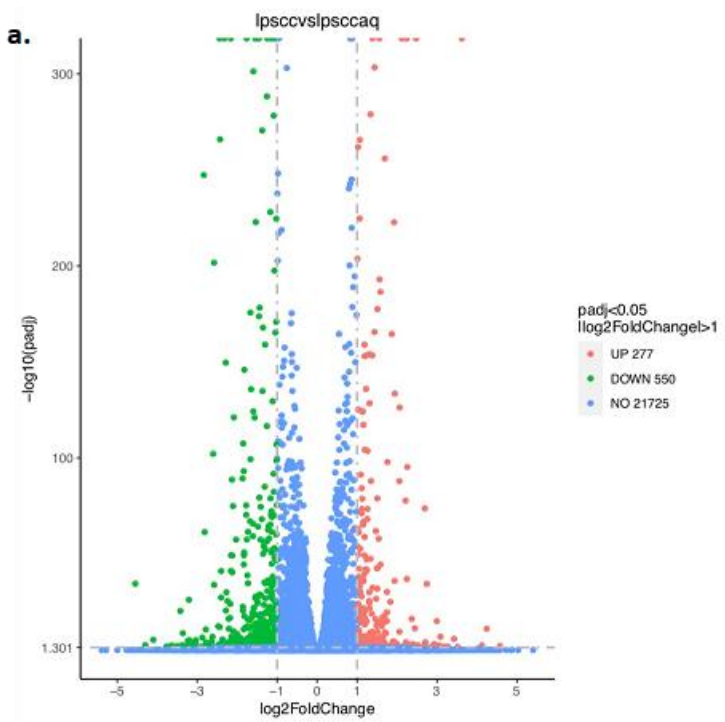 a.
lpsccvslpsccaq
300
200
100
1.301
−log10(padj)
−5
−3
−1
0
1
3
5
log2FoldChange
padj<0.05
llog2FoldChangel>1
UP 277
DOWN 550
NO 21725